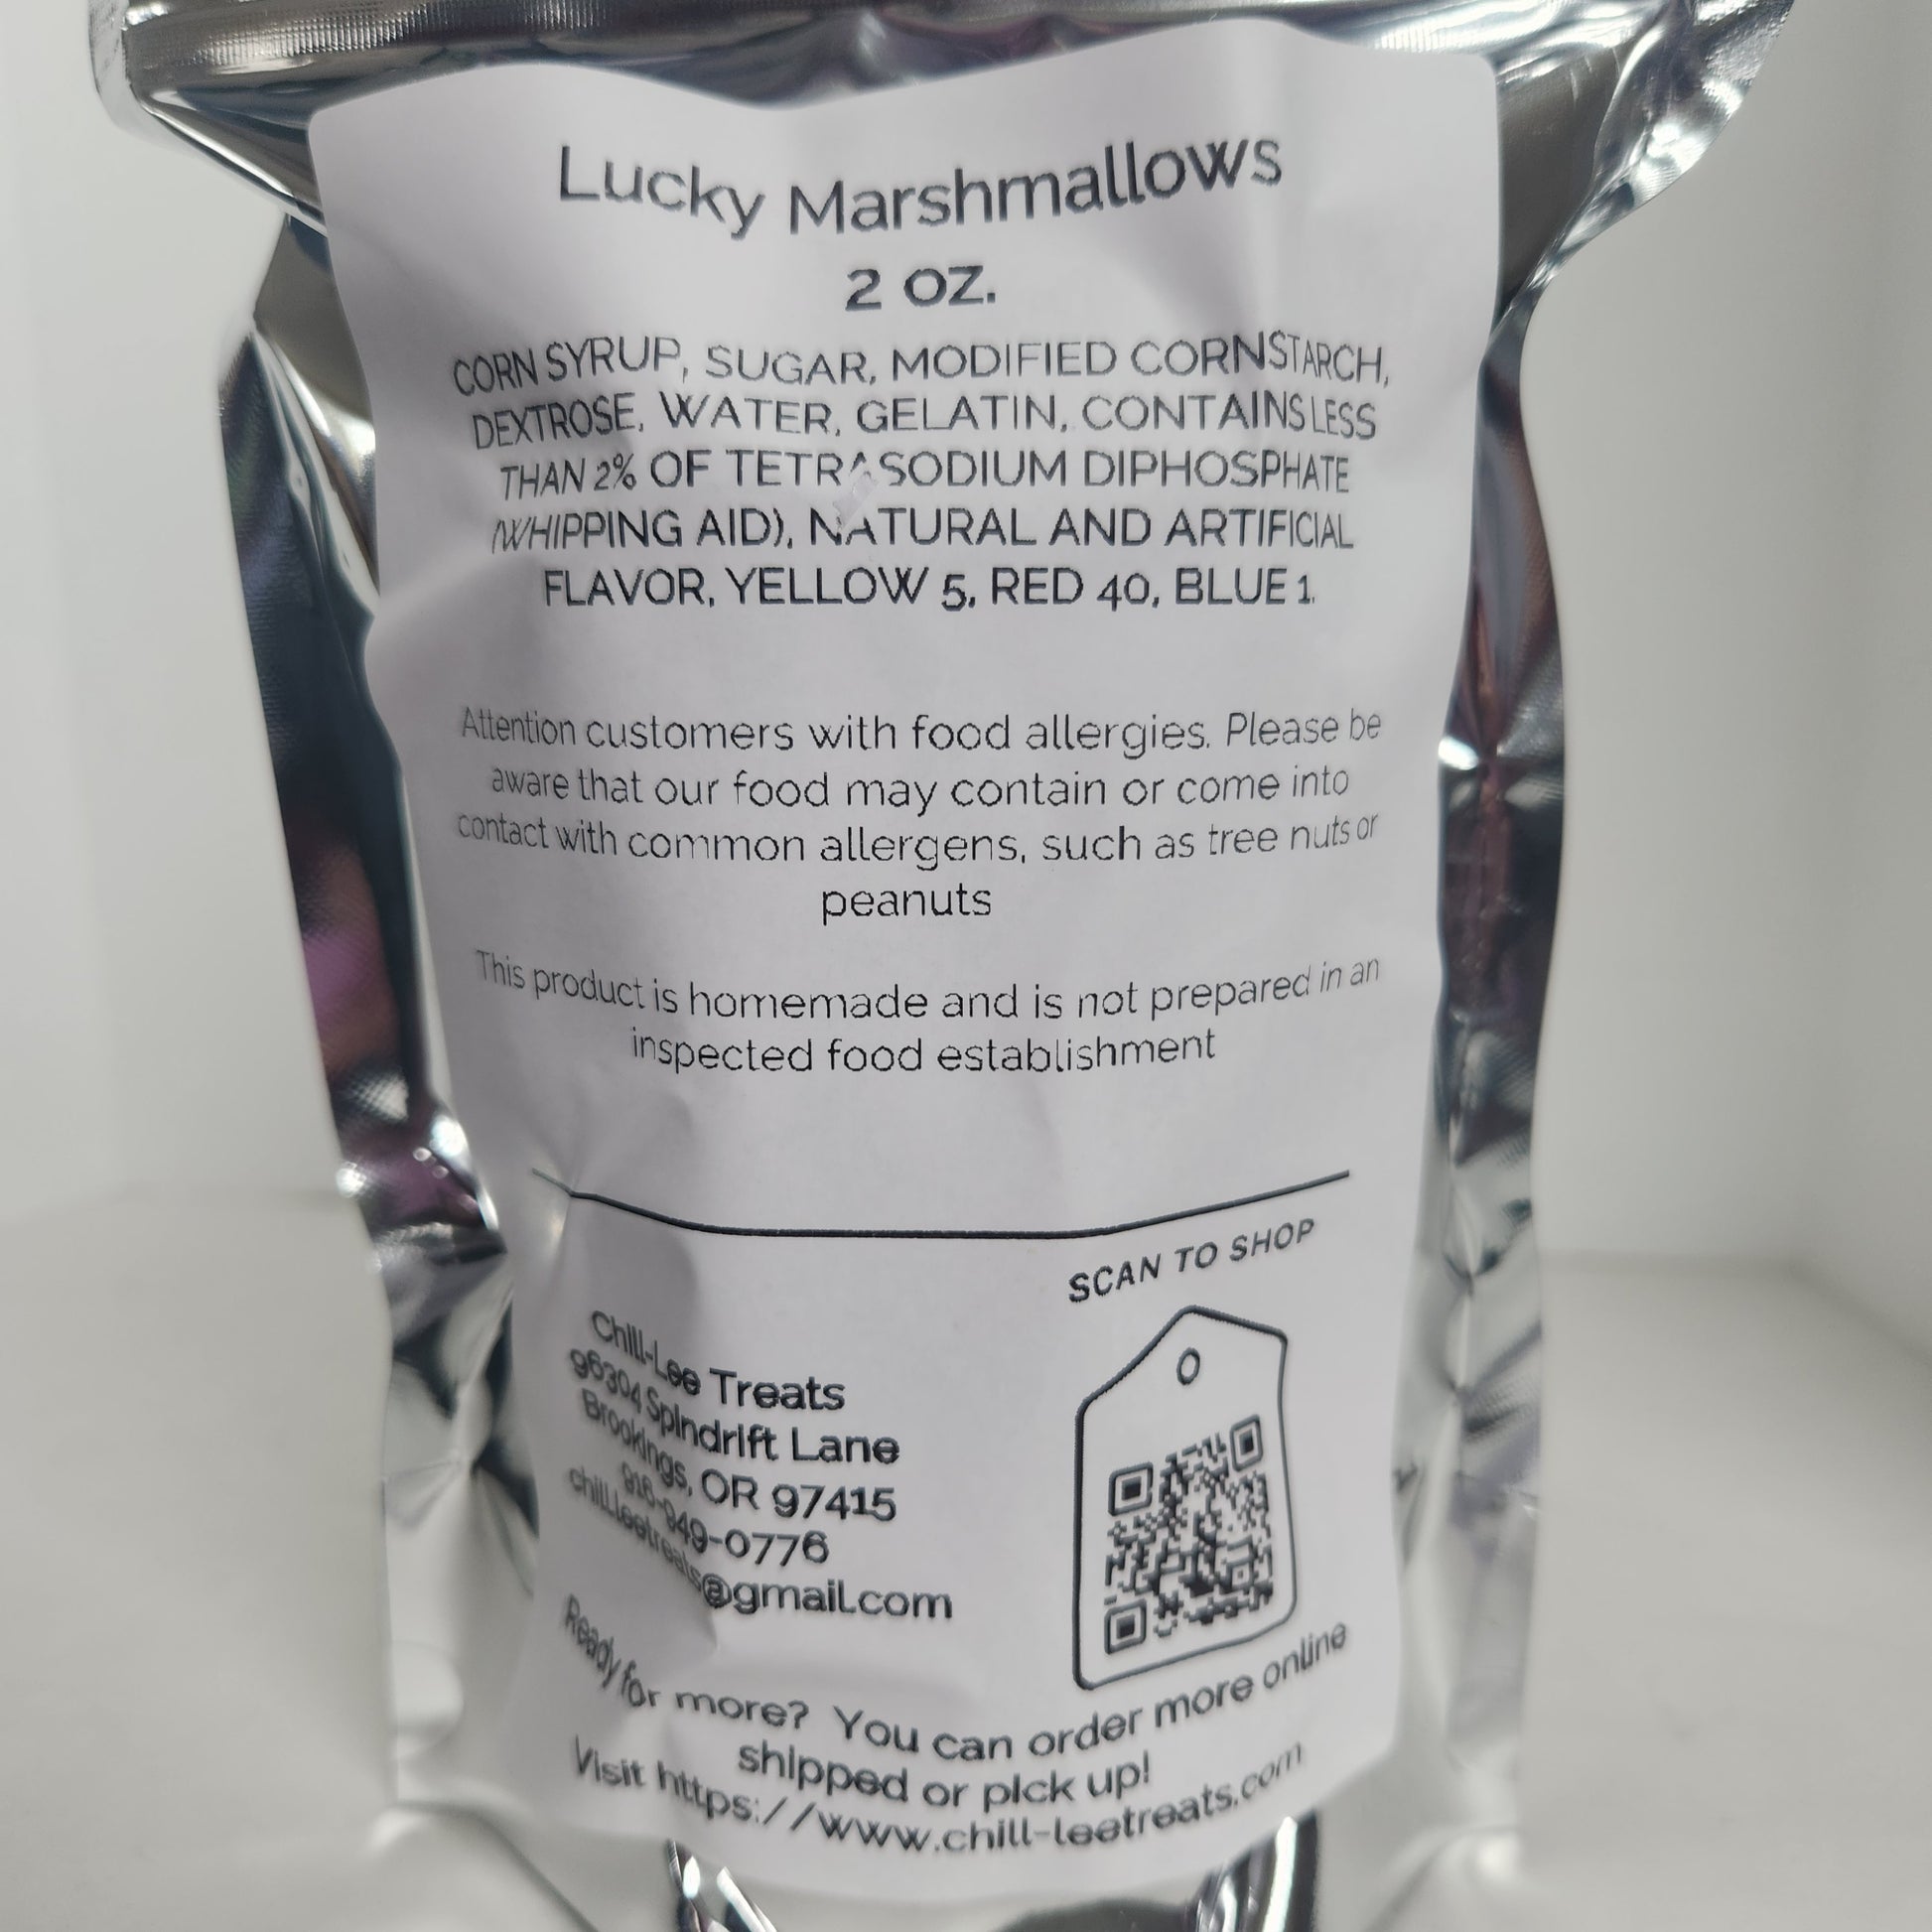 Lucky Marshmallows
2 OZ.
CORN SYRUP, SUGAR, MODIFIED CORNSTARCH,
DEXTROSE, WATER, GELATIN, CONTAINS LESS
THAN 2% OF TETRASODIUM DIPHOSPHATE
(WHIPPING AID), NATURAL AND ARTIFICIAL
FLAVOR, YELLOW 5, RED 40, BLUE 1.
Attention customers with food allergies. Please be
aware that our food may contain or come into
contact with common allergens, such as tree nuts or
peanuts
This product is homemade and is not prepared in an
inspected food establishment
SCAN TO SHOP
Chill-Lee Treats
96304 Spindrift Lane
Brookings, OR 97415
916-949-0776
chill.leetreats@gmail.com
Ready for more? You can order more online
shipped or pick up!
Visit https://www.chill-leetreats.com